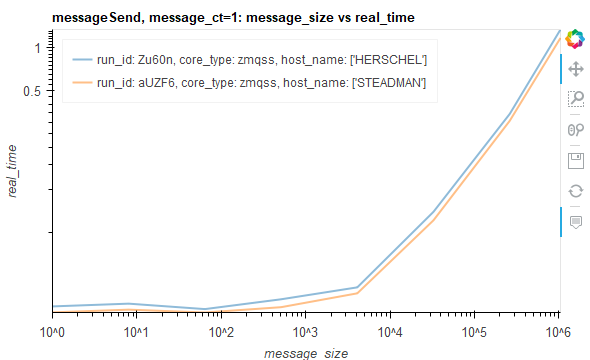 messageSend, message_ct=1: message_size vs real_time
run_id: Zu60n, core_type: zmqss, host_name: ['HERSCHEL']
run_id: aUZF6, core_type: zmqss, host_name: ['STEADMAN']
1
0.5
real_time
10^0 10^1 10^2 10^3 10^4 10^5 10^6
message_size